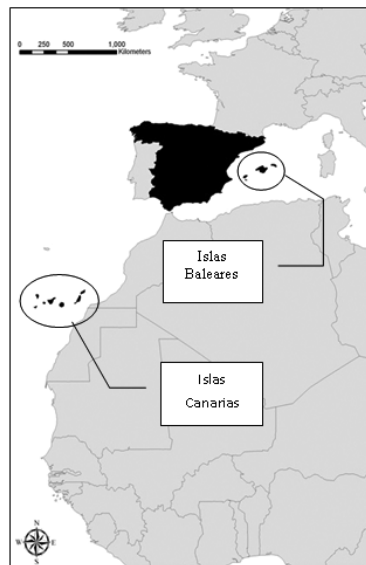 0 250 500 1,000
Kilometers
Islas
Baleares
Islas
Canarias
N
W E
S